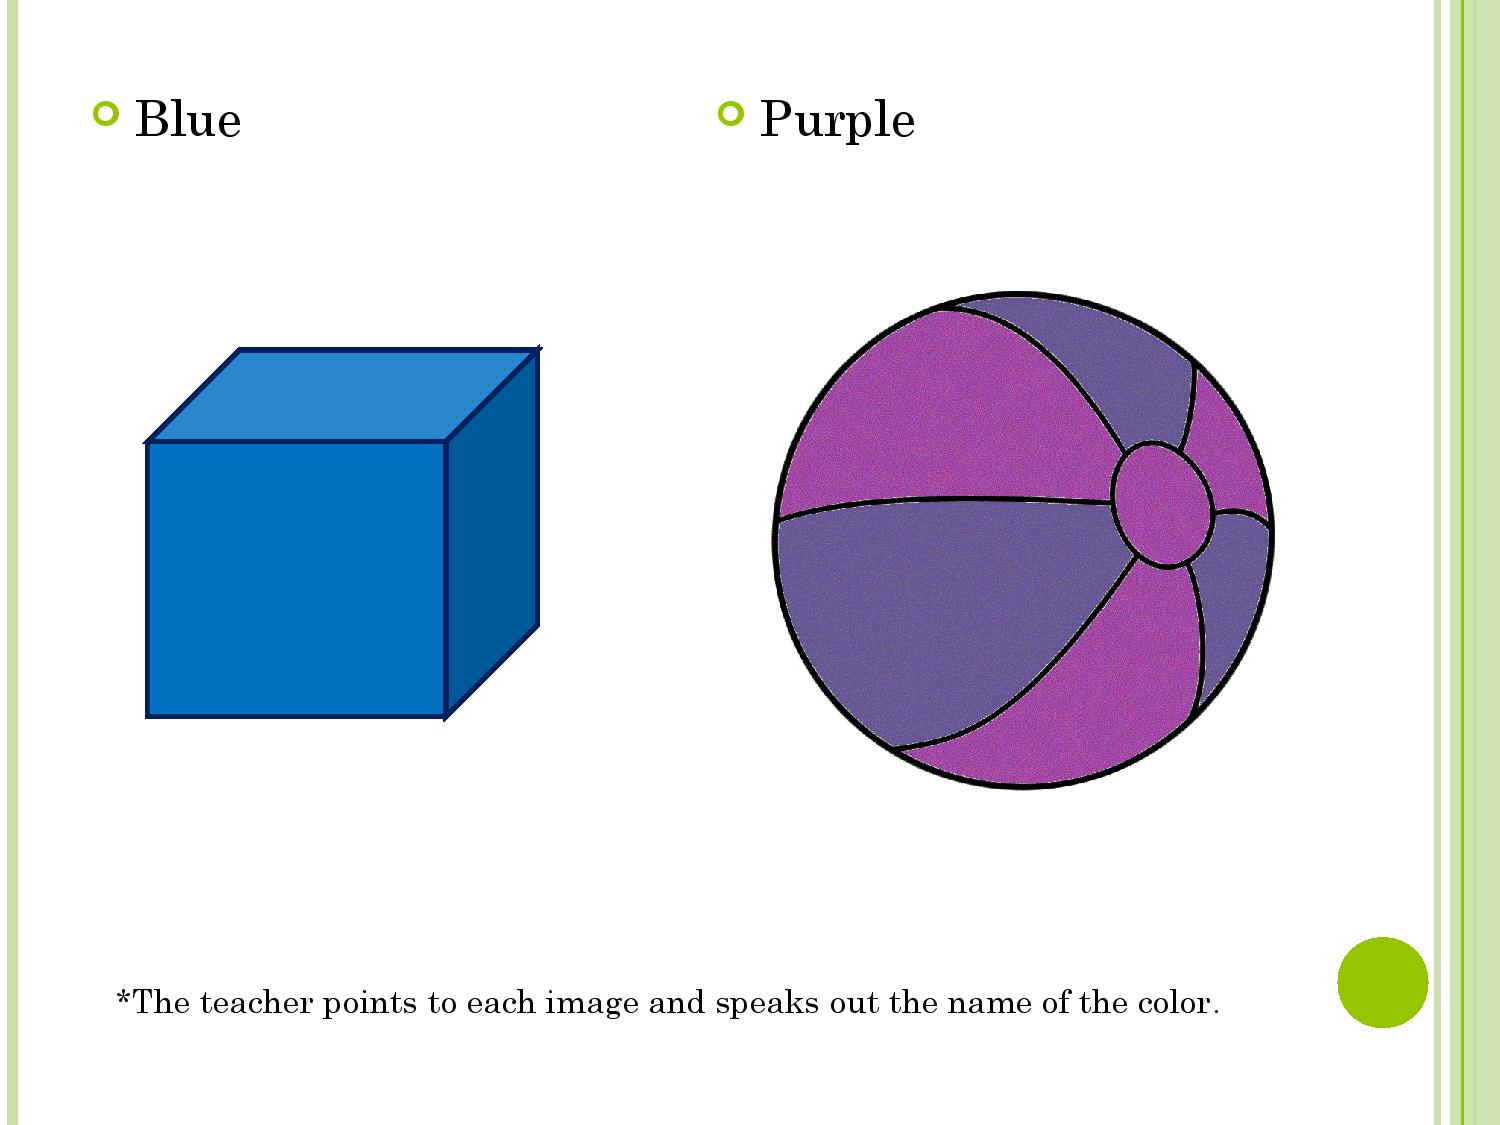 Blue
Purple
*The teacher points to each image and speaks out the name of the color.